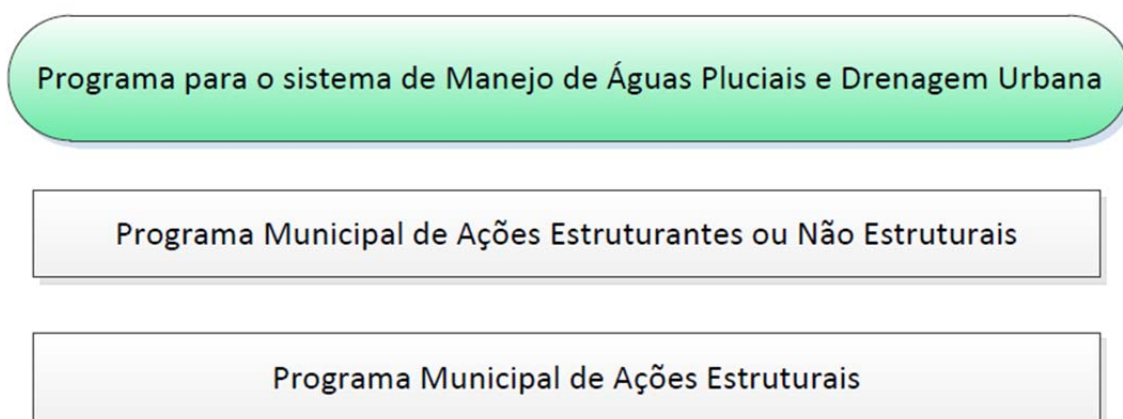 Programa para o sistema de Manejo de Águas Pluciais e Drenagem Urbana
Programa Municipal de Ações Estruturantes ou Não Estruturais
Programa Municipal de Ações Estruturais